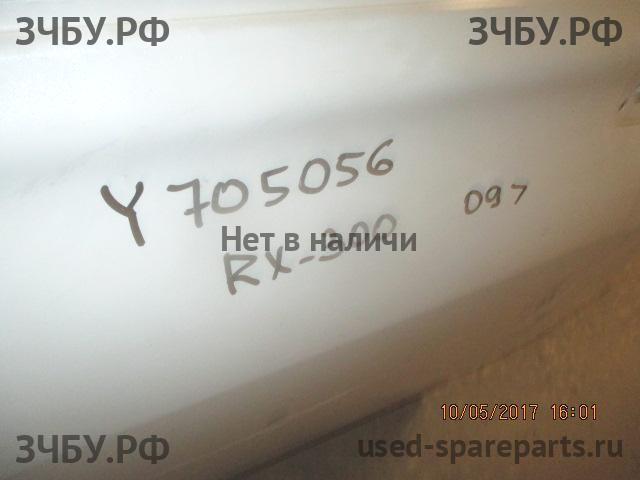 ЗЧБУ.РФ ЗЧБУ.РФ
У 705056
097
Нет в наличи
RX-300
10/05/2017 16:01
ЗЧБУ.РФ used-spareparts.ru